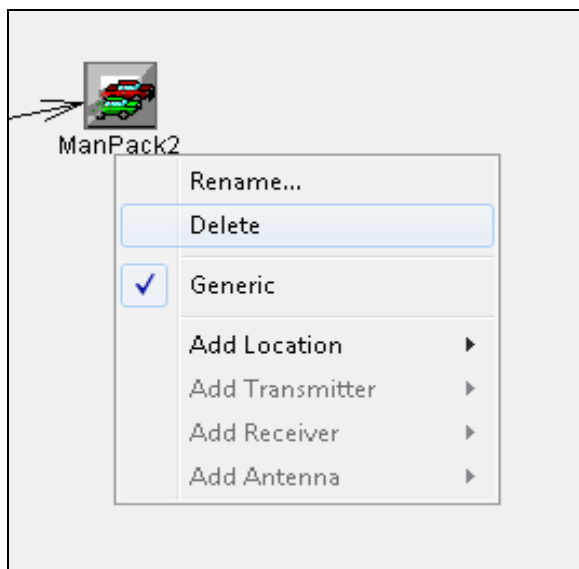 ManPack2
Rename...
Delete
Generic
Add Location
Add Transmitter
Add Receiver
Add Antenna